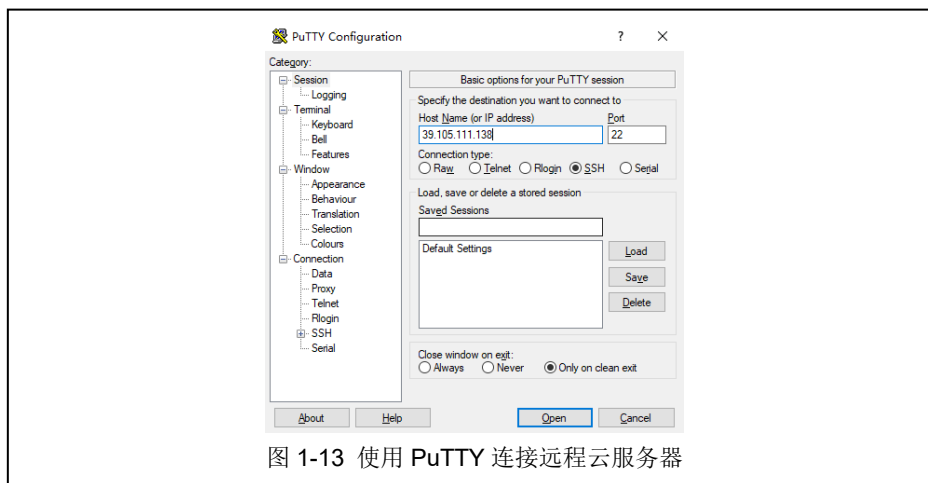 PuTTY Configuration ? ×
Category:
Session
Logging
Terminal
Keyboard
Bell
Features
Window
Appearance
Behaviour
Translation
Selection
Colours
Connection
Data
Proxy
Telnet
Rlogin
SSH
Serial
Basic options for your PuTTY session
Specify the destination you want to connect to
Host Name (or IP address) Port
39.105.111.138 22
Connection type:
Raw Telnet Rlogin SSH Serial
Load, save or delete a stored session
Saved Sessions
Default Settings
Load
Save
Delete
Close window on exit:
Always Never Only on clean exit
About Help Open Cancel
图 1-13 使用 PuTTY 连接远程云服务器